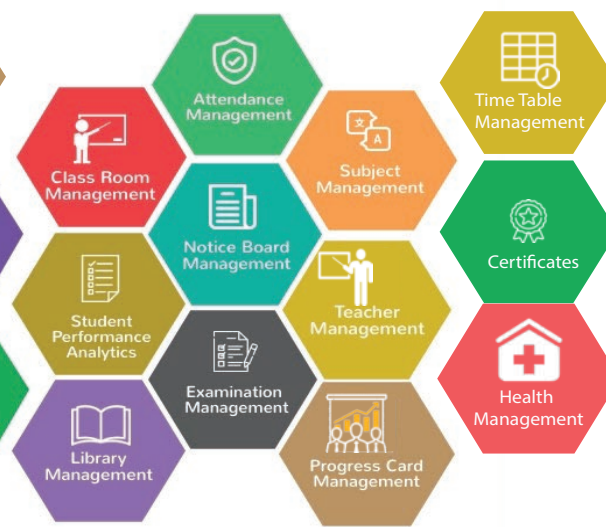 Attendance
Management
Time Table
Management
Class Room
Management
Subject
Management
文
A
Notice Board
Management
Certificates
Student
Performance
Analytics
Teacher
Management
Examination
Management
Health
Management
Library
Management
Progress Card
Management